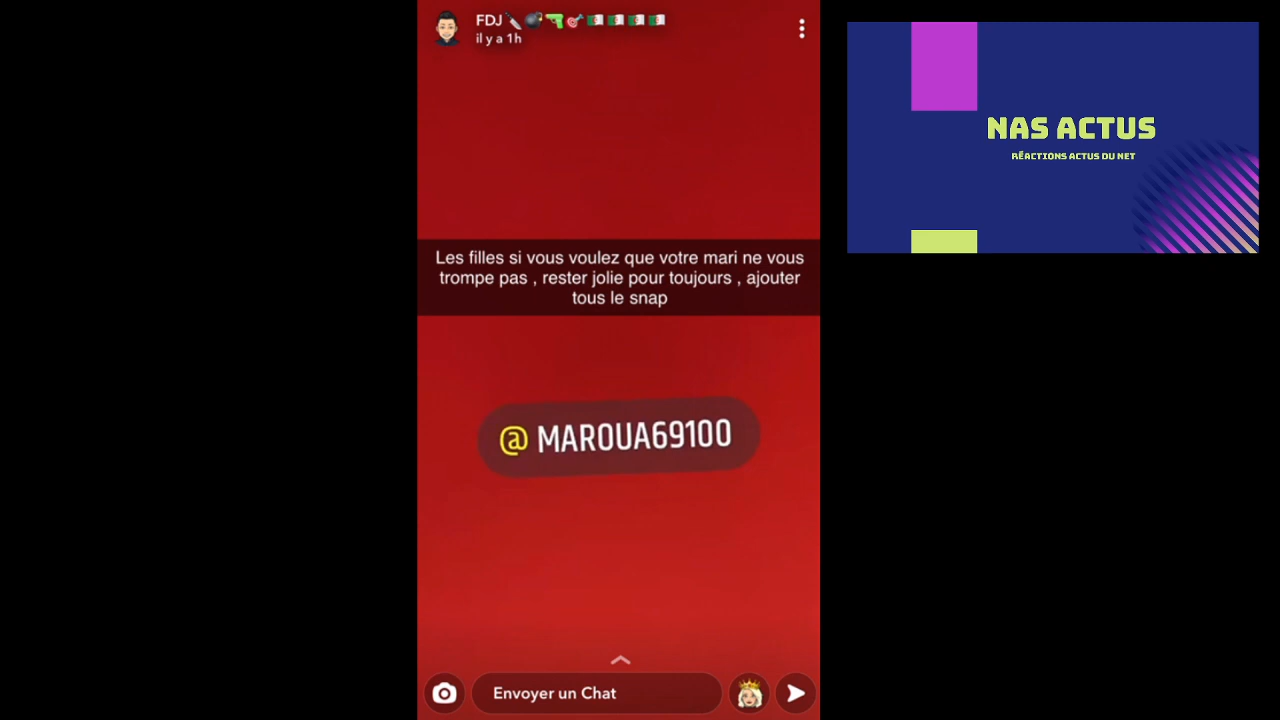 FDJ🔪💣🔫💘🇩🇿🇩🇿🇩🇿🇩🇿
il y a 1h
Les filles si vous voulez que votre mari ne vous
trompe pas , rester jolie pour toujours , ajouter
tous le snap
@ MAROUA69100
Envoyer un Chat
NAS ACTUS
RÉACTIONS ACTUS DU NET